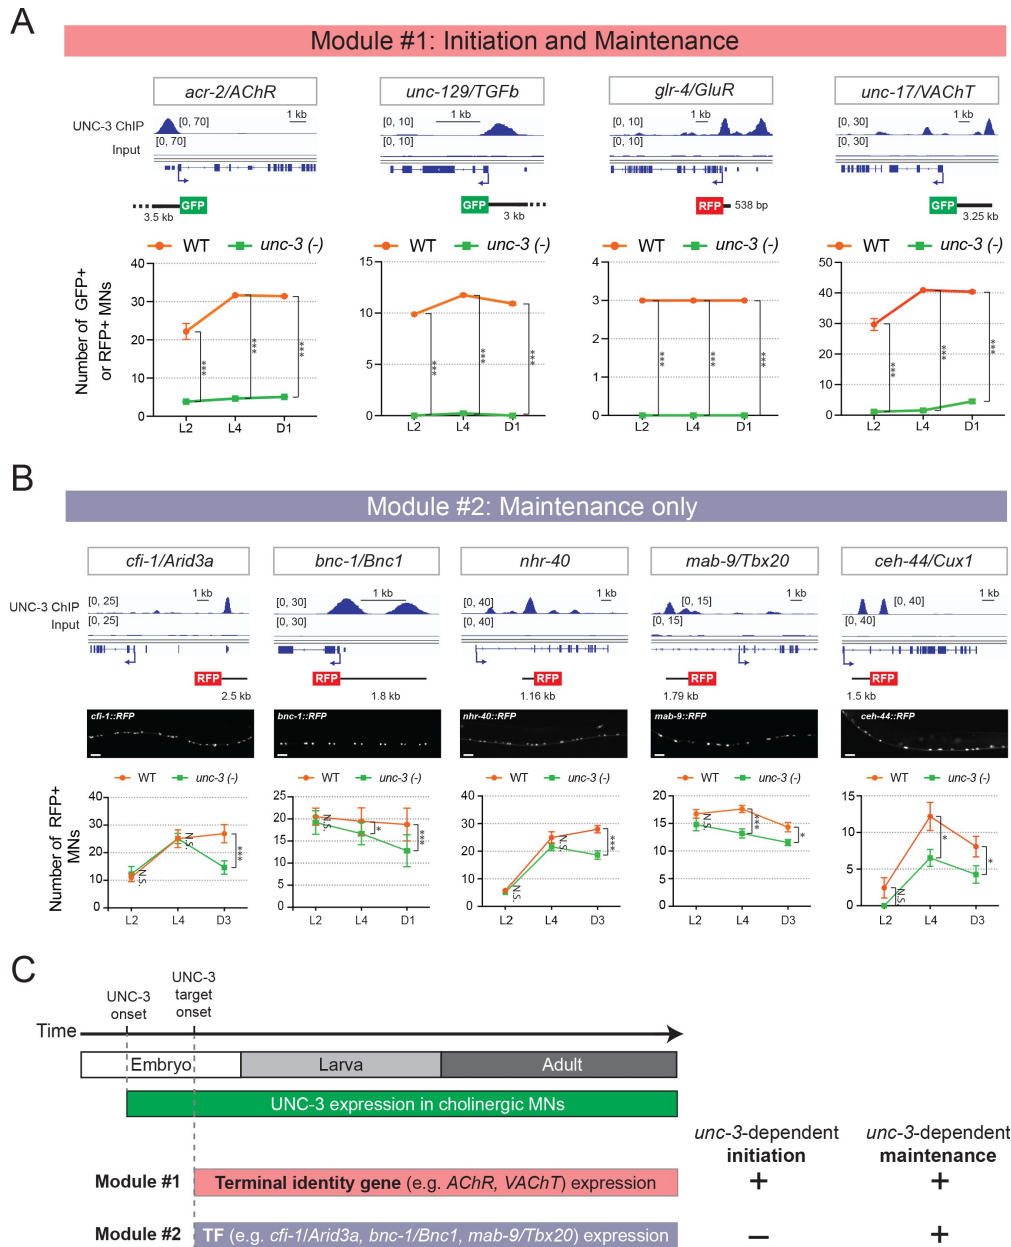 A
Module #1: Initiation and Maintenance
acr-2/AChR
unc-129/TGFb
glr-4/GluR
unc-17/VAChT
UNC-3 ChIP
Input
[0, 70]
[0, 70]
1 kb
[0, 10]
[0, 10]
1 kb
[0, 10]
[0, 10]
1 kb
[0, 30]
[0, 30]
1 kb
GFP
3.5 kb
GFP
3 kb
RFP
538 bp
GFP
3.25 kb
WT unc-3 (-)
WT unc-3 (-)
WT unc-3 (-)
WT unc-3 (-)
Number of GFP+
or RFP+ MNs
40
30
20
10
0
***
***
***
L2 L4 D1
15
10
5
0
***
***
***
L2 L4 D1
4
3
2
1
0
***
***
***
L2 L4 D1
50
40
30
20
10
0
***
***
***
L2 L4 D1
B
Module #2: Maintenance only
cfi-1/Arid3a
bnc-1/Bnc1
nhr-40
mab-9/Tbx20
ceh-44/Cux1
UNC-3 ChIP
Input
[0, 25]
[0, 25]
1 kb
[0, 30]
[0, 30]
1 kb
[0, 40]
[0, 40]
1 kb
[0, 15]
[0, 15]
1 kb
[0, 40]
[0, 40]
1 kb
RFP
2.5 kb
RFP
1.8 kb
RFP
1.16 kb
RFP
1.79 kb
RFP
1.5 kb
cfi-1::RFP
bnc-1::RFP
nhr-40::RFP
mab-9::RFP
ceh-44::RFP
WT unc-3 (-)
WT unc-3 (-)
WT unc-3 (-)
WT unc-3 (-)
WT unc-3 (-)
Number of RFP+
MNs
40
30
20
10
0
N.S.
N.S.
***
L2 L4 D3
25
20
15
10
5
0
N.S.
*
***
L2 L4 D1
40
30
20
10
0
N.S.
N.S.
***
L2 L4 D3
20
15
10
5
0
N.S.
***
*
L2 L4 D3
15
10
5
0
N.S.
*
*
L2 L4 D3
C
UNC-3
onset
UNC-3
target
onset
Time
Embryo
Larva
Adult
UNC-3 expression in cholinergic MNs
unc-3-dependent
initiation
unc-3-dependent
maintenance
Module #1
Terminal identity gene (e.g. AChR, VAChT) expression
+
+
Module #2
TF (e.g. cfi-1/Arid3a, bnc-1/Bnc1, mab-9/Tbx20) expression
–
+